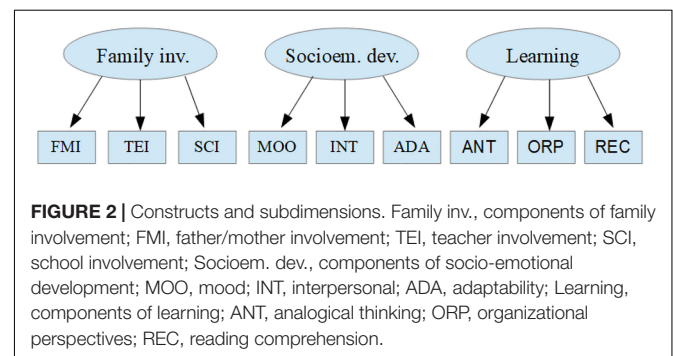 Family inv. Socioem. dev. Learning
FMI TEI SCI MOO INT ADA ANT ORP REC
FIGURE 2 | Constructs and subdimensions. Family inv., components of family
involvement; FMI, father/mother involvement; TEI, teacher involvement; SCI,
school involvement; Socioem. dev., components of socio-emotional
development; MOO, mood; INT, interpersonal; ADA, adaptability; Learning,
components of learning; ANT, analogical thinking; ORP, organizational
perspectives; REC, reading comprehension.